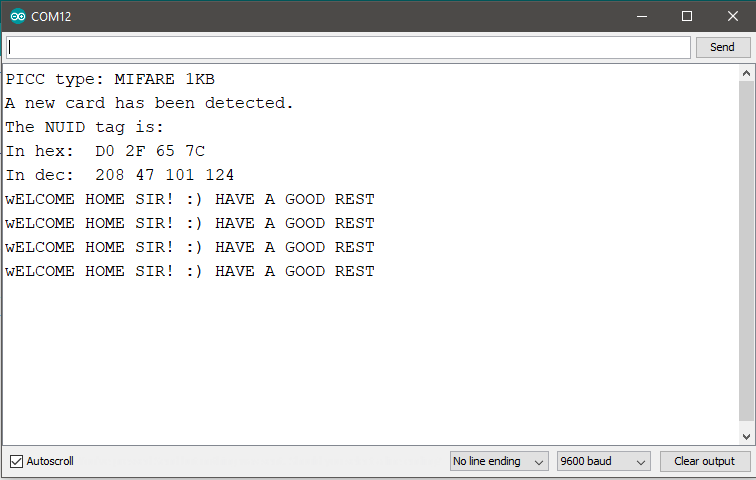 COM12
Send
PICC type: MIFARE 1KB
A new card has been detected.
The NUID tag is:
In hex:  D0 2F 65 7C
In dec:  208 47 101 124
wELCOME HOME SIR! :) HAVE A GOOD REST
wELCOME HOME SIR! :) HAVE A GOOD REST
wELCOME HOME SIR! :) HAVE A GOOD REST
wELCOME HOME SIR! :) HAVE A GOOD REST
Autoscroll No line ending 9600 baud Clear output